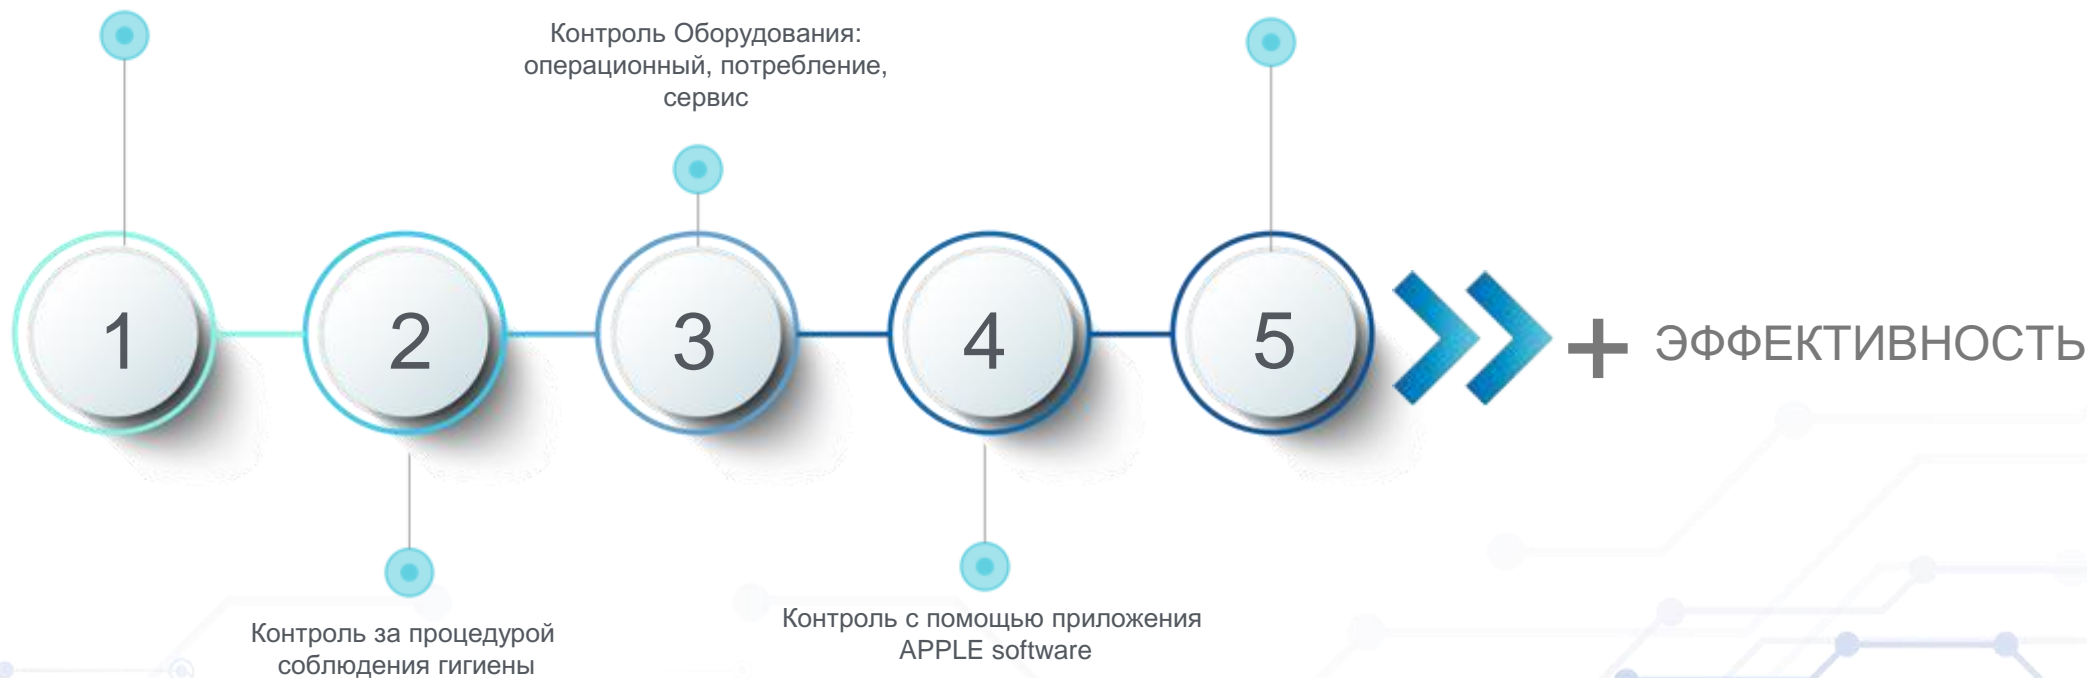 Контроль Оборудования:
операционный, потребление,
сервис
1
2
3
4
5
+ ЭФФЕКТИВНОСТЬ
Контроль за процедурой
соблюдения гигиены
Контроль с помощью приложения
APPLE software